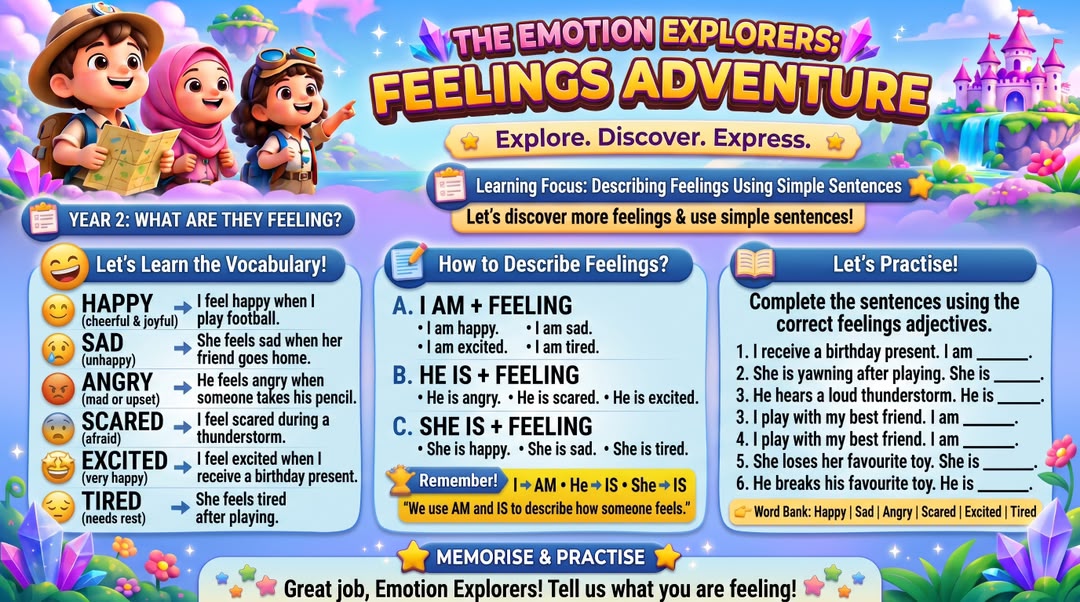 THE EMOTION EXPLORERS:
FEELINGS ADVENTURE
Explore. Discover. Express.
Learning Focus: Describing Feelings Using Simple Sentences
Let's discover more feelings & use simple sentences!
YEAR 2: WHAT ARE THEY FEELING?
Let's Learn the Vocabulary!
HAPPY
(cheerful & joyful)
I feel happy when I
play football.
SAD
(unhappy)
She feels sad when her
friend goes home.
ANGRY
(mad or upset)
He feels angry when
someone takes his pencil.
SCARED
(afraid)
I feel scared during a
thunderstorm.
EXCITED
(very happy)
I feel excited when I
receive a birthday present.
TIRED
(needs rest)
She feels tired
after playing.
How to Describe Feelings?
A. I AM + FEELING
• I am happy. • I am sad.
• I am excited. • I am tired.
B. HE IS + FEELING
• He is angry. • He is scared. • He is excited.
C. SHE IS + FEELING
• She is happy. • She is sad. • She is tired.
Remember! I → AM • He → IS • She → IS
"We use AM and IS to describe how someone feels."
Let's Practise!
Complete the sentences using the
correct feelings adjectives.
1. I receive a birthday present. I am ______.
2. She is yawning after playing. She is _____.
3. He hears a loud thunderstorm. He is _____.
3. I play with my best friend. I am _____.
4. I play with my best friend. I am _____.
5. She loses her favourite toy. She is _____.
6. He breaks his favourite toy. He is _____.
Word Bank: Happy | Sad | Angry | Scared | Excited | Tired
MEMORISE & PRACTISE
Great job, Emotion Explorers! Tell us what you are feeling!